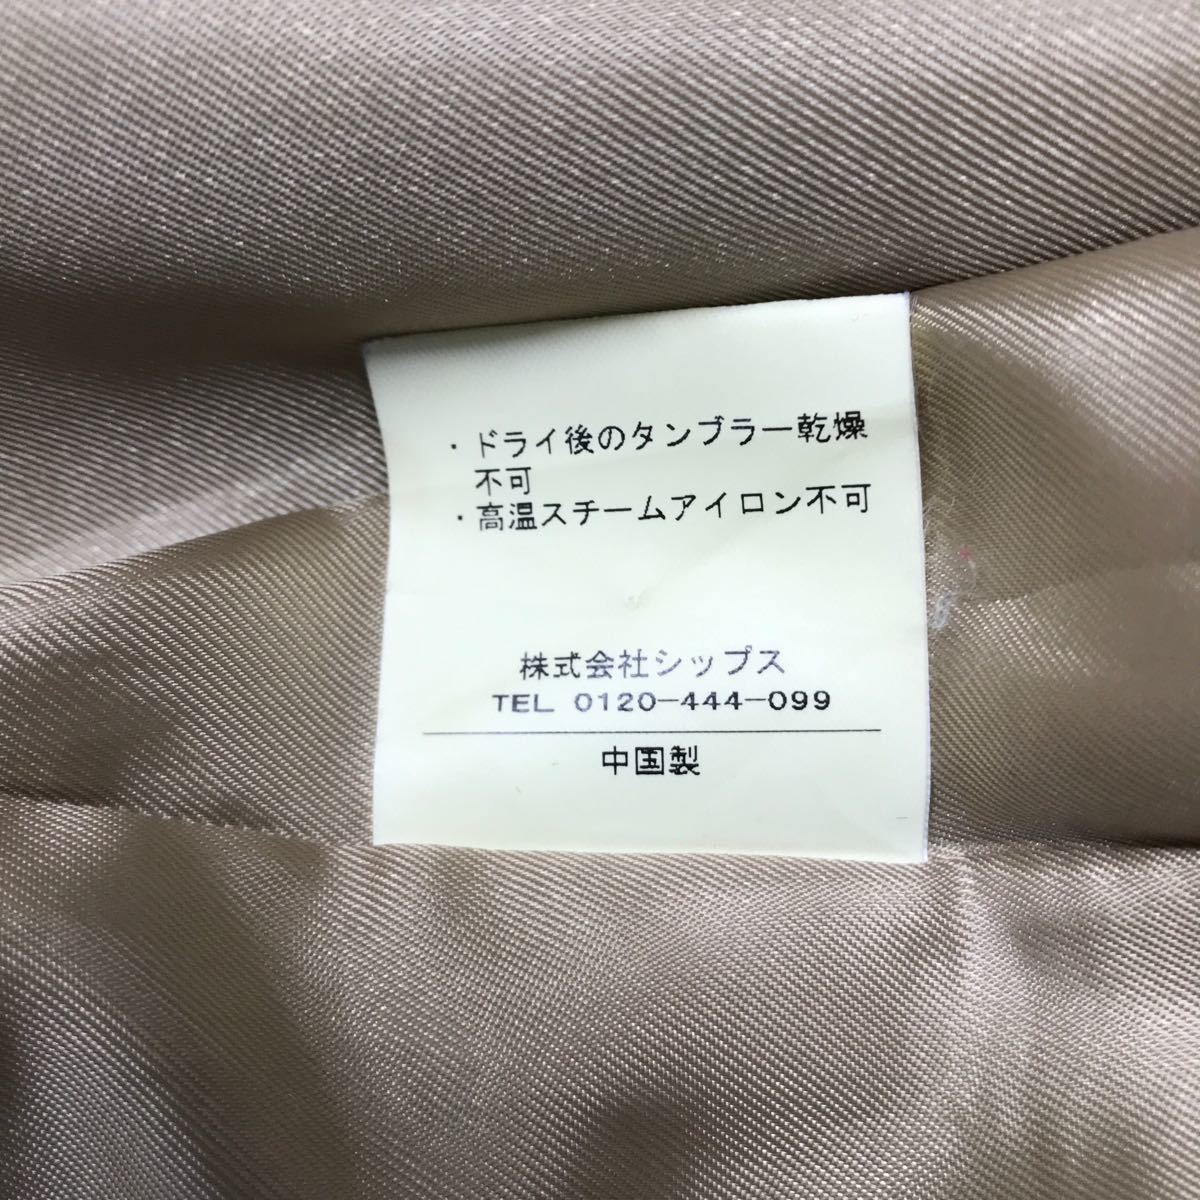 ・ドライ後のタンブラー乾燥
不可
・高温スチームアイロン不可
株式会社シップス
TEL 0120-444-099
中国製